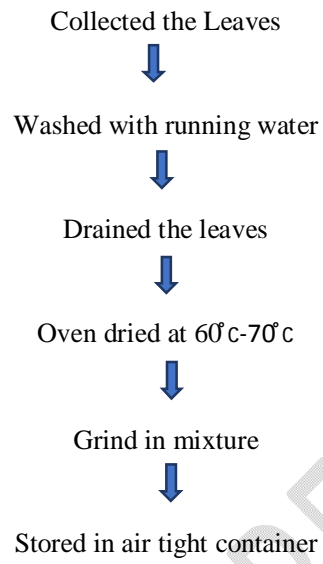 Collected the Leaves
Washed with running water
Drained the leaves
Oven dried at 60°C-70°C
Grind in mixture
Stored in air tight container